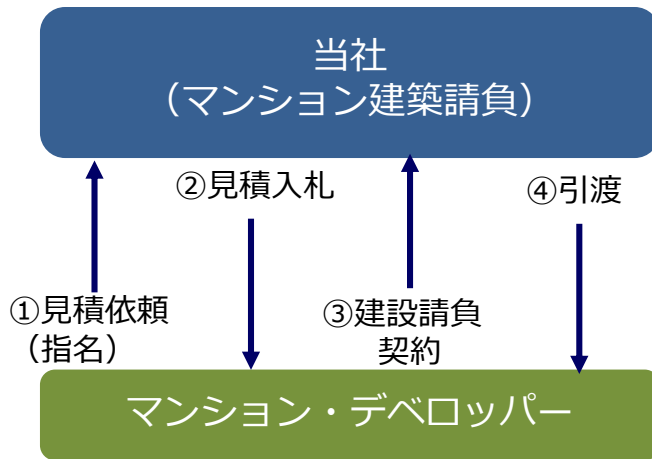 当社
（マンション建築請負）
②見積入札
④引渡
①見積依頼
（指名）
③建設請負
契約
マンション・デベロッパー